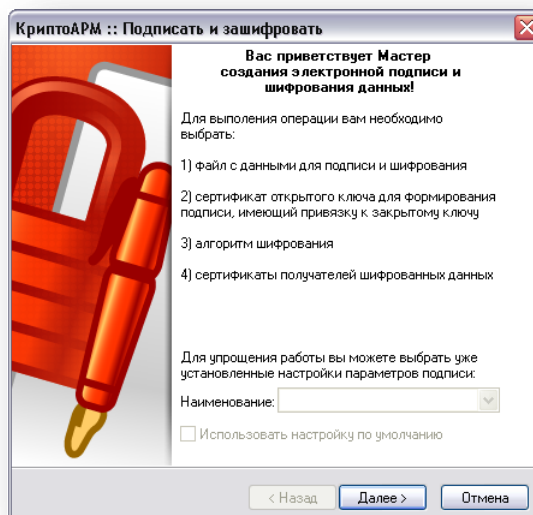 КриптоАРМ :: Подписать и зашифровать
Вас приветствует Мастер
создания электронной подписи и
шифрования данных!
Для выполения операции вам необходимо
выбрать:
1) файл с данными для подписи и шифрования
2) сертификат открытого ключа для формирования
подписи, имеющий привязку к закрытому ключу
3) алгоритм шифрования
4) сертификаты получателей шифрованных данных
Для упрощения работы вы можете выбрать уже
установленные настройки параметров подписи:
Наименование:
Использовать настройку по умолчанию
< Назад Далее > Отмена